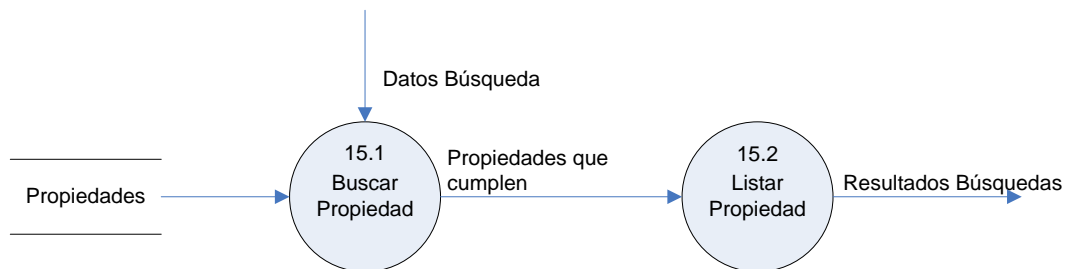 Datos Búsqueda
Propiedades
15.1
Buscar
Propiedad
Propiedades que
cumplen
15.2
Listar
Propiedad
Resultados Búsquedas